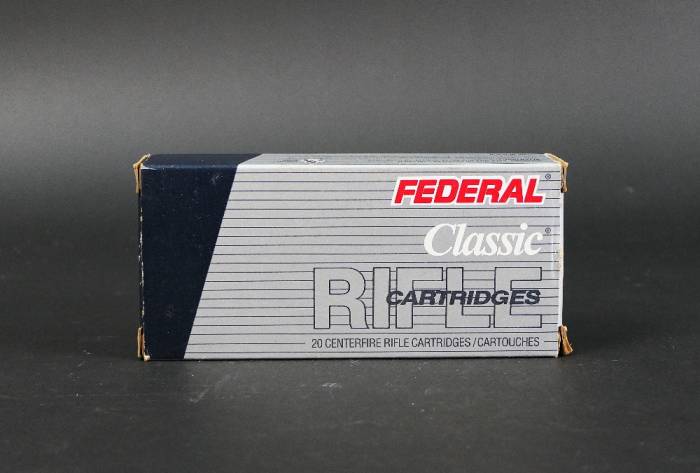 FEDERAL®
Classic®
RIFLE
CARTRIDGES
20 CENTERFIRE RIFLE CARTRIDGES/CARTOUCHES